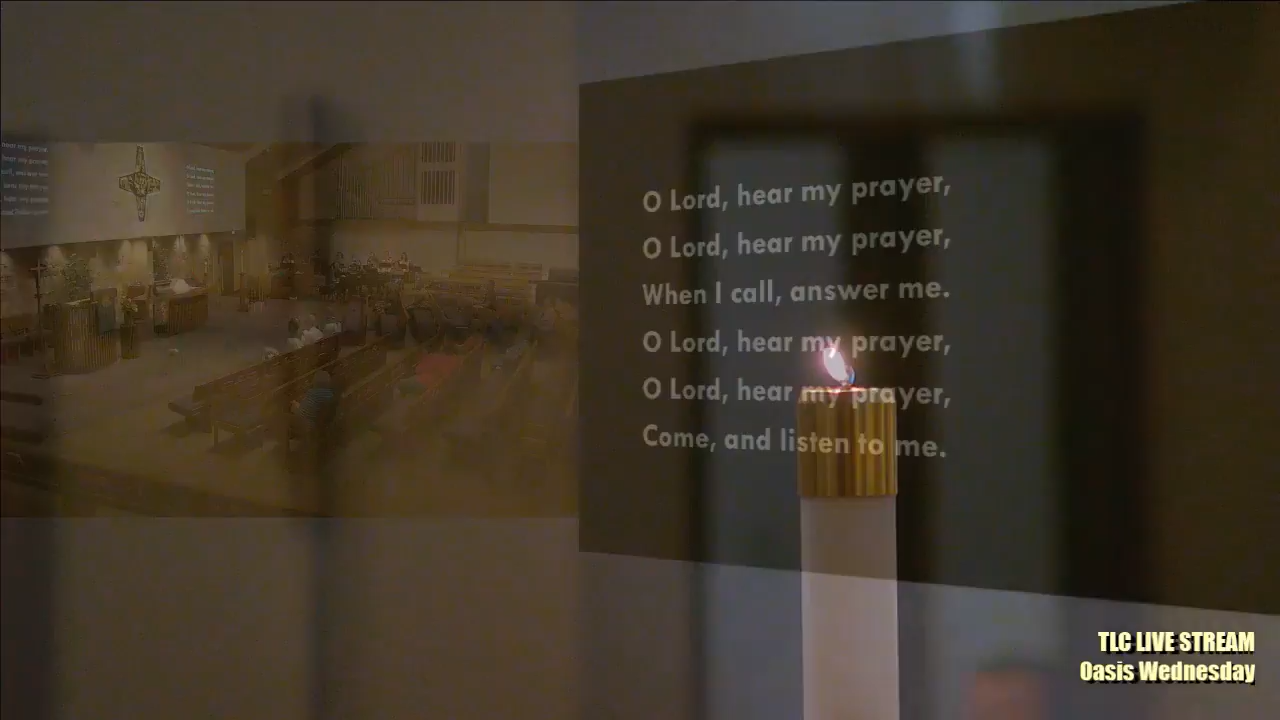 O Lord, hear my prayer,
O Lord, hear my prayer,
When I call, answer me.
O Lord, hear my prayer,
O Lord, hear my prayer,
Come, and listen to me.
TLC LIVE STREAM
Oasis Wednesday